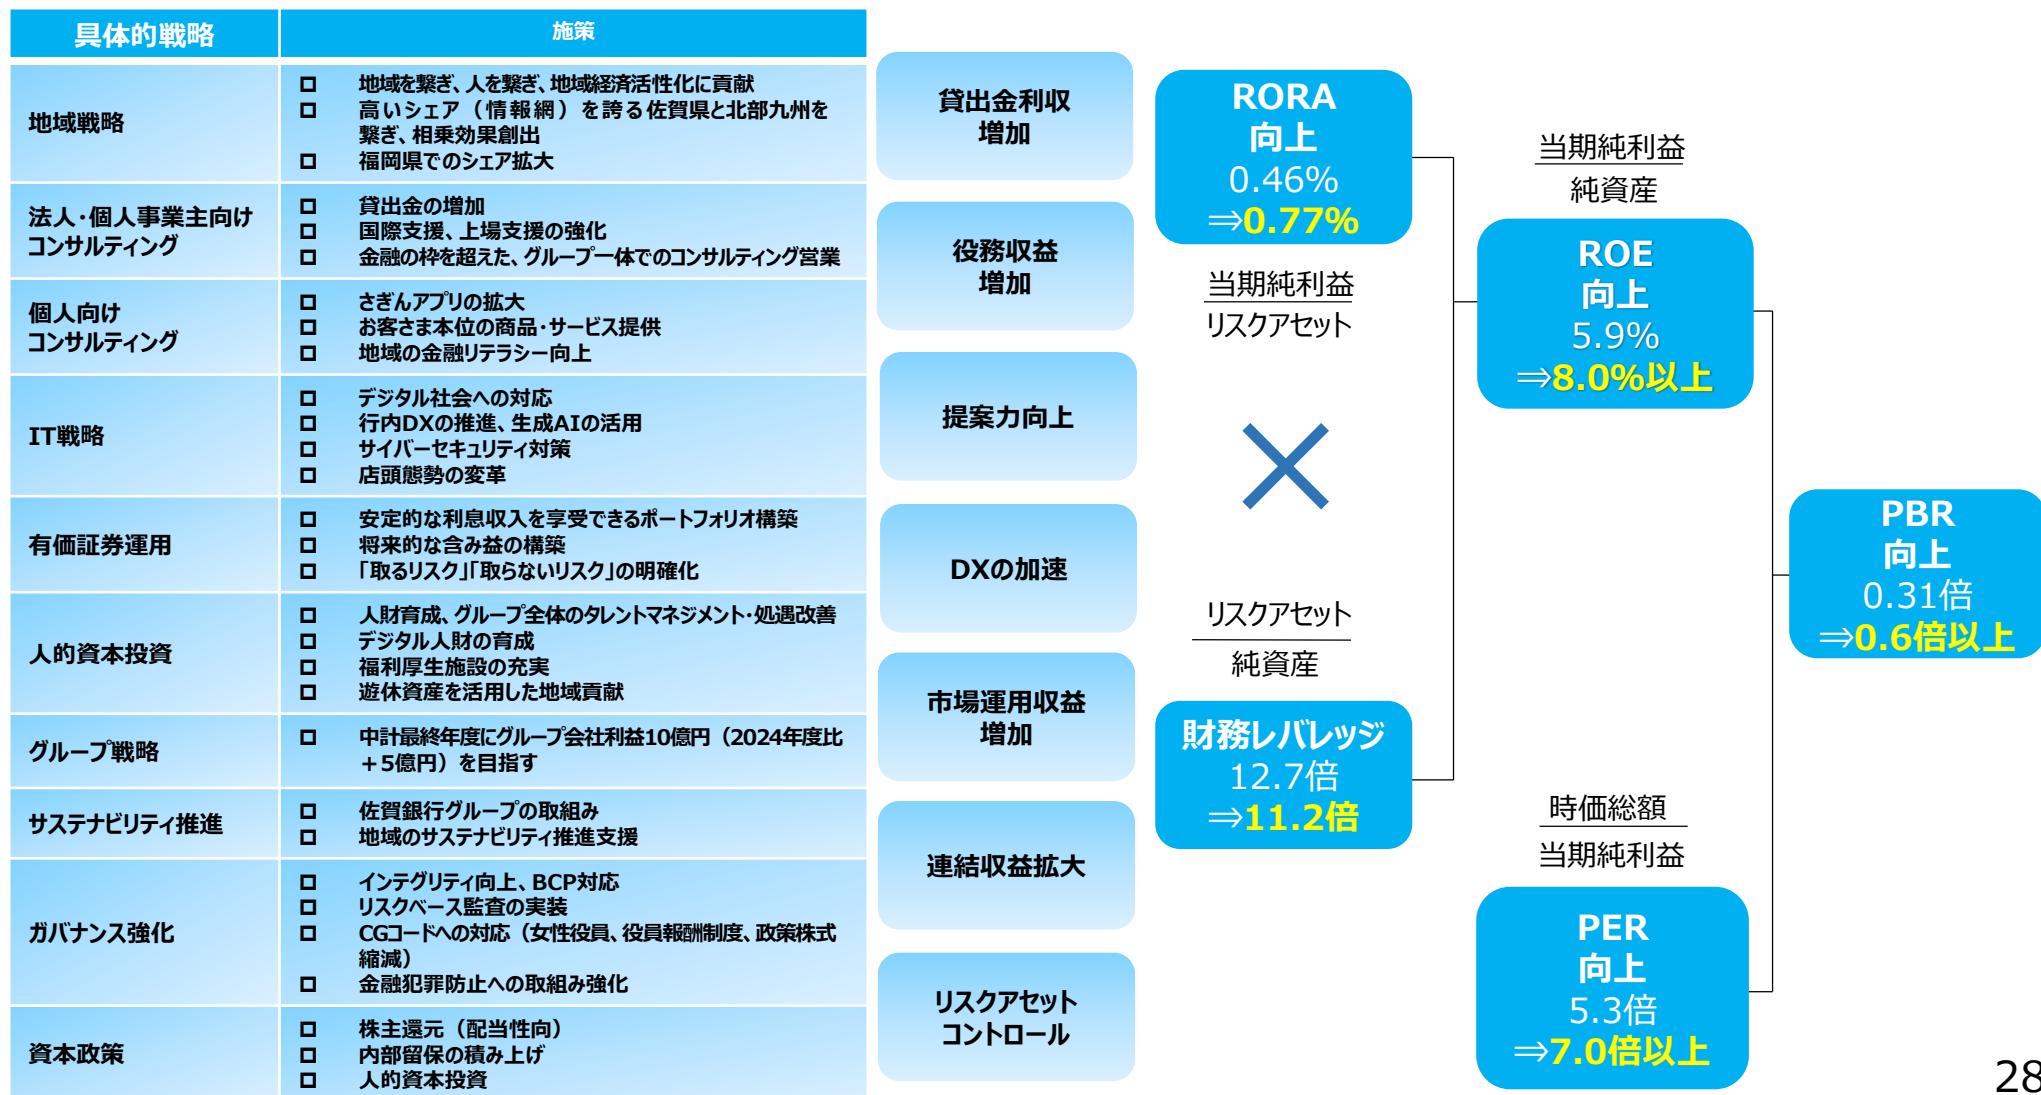 具体的戦略
施策
地域戦略
□ 地域を繋ぎ、人を繋ぎ、地域経済活性化に貢献
□ 高いシェア（情報網）を誇る佐賀県と北部九州を
繋ぎ、相乗効果創出
□ 福岡県でのシェア拡大
法人・個人事業主向け
コンサルティング
□ 貸出金の増加
□ 国際支援、上場支援の強化
□ 金融の枠を超えた、グループ一体でのコンサルティング営業
個人向け
コンサルティング
□ さぎんアプリの拡大
□ お客さま本位の商品・サービス提供
□ 地域の金融リテラシー向上
IT戦略
□ デジタル社会への対応
□ 行内DXの推進、生成AIの活用
□ サイバーセキュリティ対策
□ 店頭態勢の変革
有価証券運用
□ 安定的な利息収入を享受できるポートフォリオ構築
□ 将来的な含み益の構築
□ 「取るリスク」「取らないリスク」の明確化
人的資本投資
□ 人財育成、グループ全体のタレントマネジメント・処遇改善
□ デジタル人財の育成
□ 福利厚生施設の充実
□ 遊休資産を活用した地域貢献
グループ戦略
□ 中計最終年度にグループ会社利益10億円（2024年度比
＋5億円）を目指す
サステナビリティ推進
□ 佐賀銀行グループの取組み
□ 地域のサステナビリティ推進支援
ガバナンス強化
□ インテグリティ向上、BCP対応
□ リスクベース監査の実装
□ CGコードへの対応（女性役員、役員報酬制度、政策株式
縮減）
□ 金融犯罪防止への取組み強化
資本政策
□ 株主還元（配当性向）
□ 内部留保の積み上げ
□ 人的資本投資
貸出金利収
増加
役務収益
増加
提案力向上
DXの加速
市場運用収益
増加
連結収益拡大
リスクアセット
コントロール
RORA
向上
0.46%
⇒0.77%
当期純利益
リスクアセット
×
リスクアセット
純資産
財務レバレッジ
12.7倍
⇒11.2倍
当期純利益
純資産
ROE
向上
5.9%
⇒8.0%以上
時価総額
当期純利益
PER
向上
5.3倍
⇒7.0倍以上
PBR
向上
0.31倍
⇒0.6倍以上
28